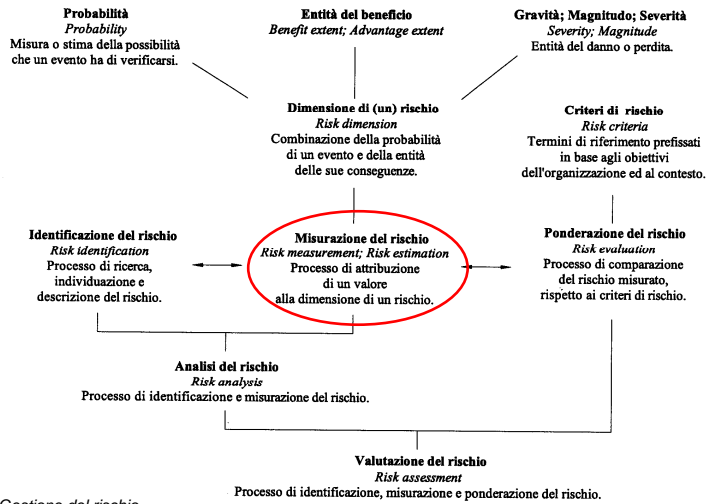 Probabilità
Probability
Misura o stima della possibilità
che un evento ha di verificarsi.
Entità del beneficio
Benefit extent; Advantage extent
Gravità; Magnitudo; Severità
Severity; Magnitude
Entità del danno o perdita.
Dimensione di (un) rischio
Risk dimension
Combinazione della probabilità
di un evento e della entità
delle sue conseguenze.
Criteri di rischio
Risk criteria
Termini di riferimento prefissati
in base agli obiettivi
dell'organizzazione ed al contesto.
Identificazione del rischio
Risk identification
Processo di ricerca,
individuazione e
descrizione del rischio.
Misurazione del rischio
Risk measurement; Risk estimation
Processo di attribuzione
di un valore
alla dimensione di un rischio.
Ponderazione del rischio
Risk evaluation
Processo di comparazione
del rischio misurato,
rispetto ai criteri di rischio.
Analisi del rischio
Risk analysis
Processo di identificazione e misurazione del rischio.
Valutazione del rischio
Risk assessment
Processo di identificazione, misurazione e ponderazione del rischio.
Gestione del rischio